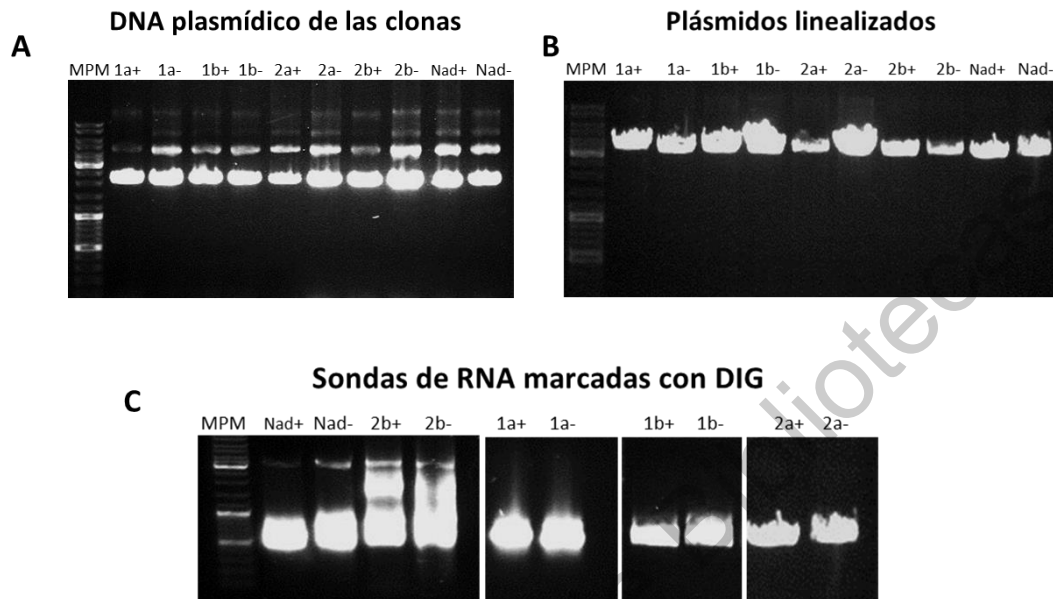 DNA plasmídico de las clonas
A
MPM 1a+ 1a- 1b+ 1b- 2a+ 2a- 2b+ 2b- Nad+ Nad-
Plásmidos linealizados
B
MPM 1a+ 1a- 1b+ 1b- 2a+ 2a- 2b+ 2b- Nad+ Nad-
Sondas de RNA marcadas con DIG
C
MPM Nad+ Nad- 2b+ 2b- 1a+ 1a- 1b+ 1b- 2a+ 2a-